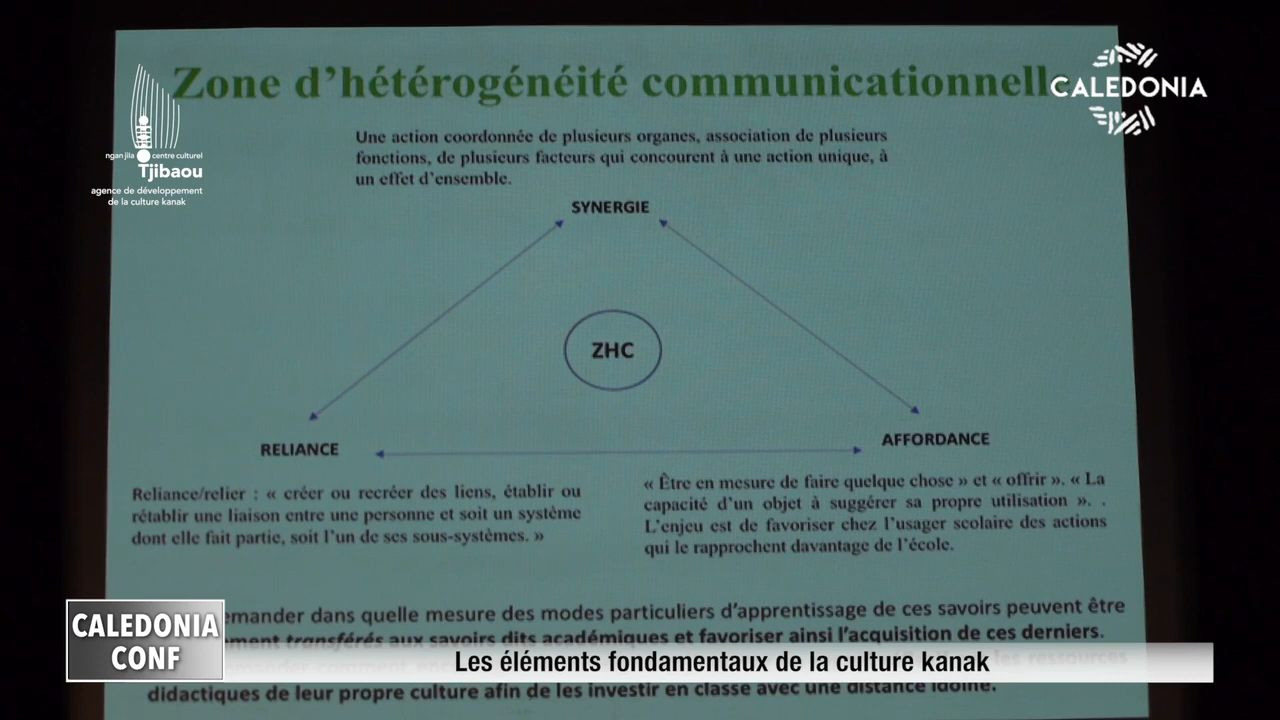 Zone d'hétérogénéité communicationnelle
CALEDONIA
ngan jila centre culturel
Tjibaou
agence de développement
de la culture kanak
Une action coordonnée de plusieurs organes, association de plusieurs
fonctions, de plusieurs facteurs qui concourent à une action unique, à
un effet d'ensemble.
SYNERGIE
ZHC
RELIANCE
AFFORDANCE
Reliance/relier : « créer ou recréer des liens, établir ou
rétablir une liaison entre une personne et soit un système
dont elle fait partie, soit l'un de ses sous-systèmes. »
« Être en mesure de faire quelque chose » et « offrir ». « La
capacité d'un objet à suggérer sa propre utilisation ». .
L'enjeu est de favoriser chez l'usager scolaire des actions
qui le rapprochent davantage de l'école.
emander dans quelle mesure des modes particuliers d'apprentissage de ces savoirs peuvent être
ment transférés aux savoirs dits académiques et favoriser ainsi l'acquisition de ces derniers.
les ressources
didactiques de leur propre culture afin de les investir en classe avec une distance idoine.
CALEDONIA
CONF
Les éléments fondamentaux de la culture kanak